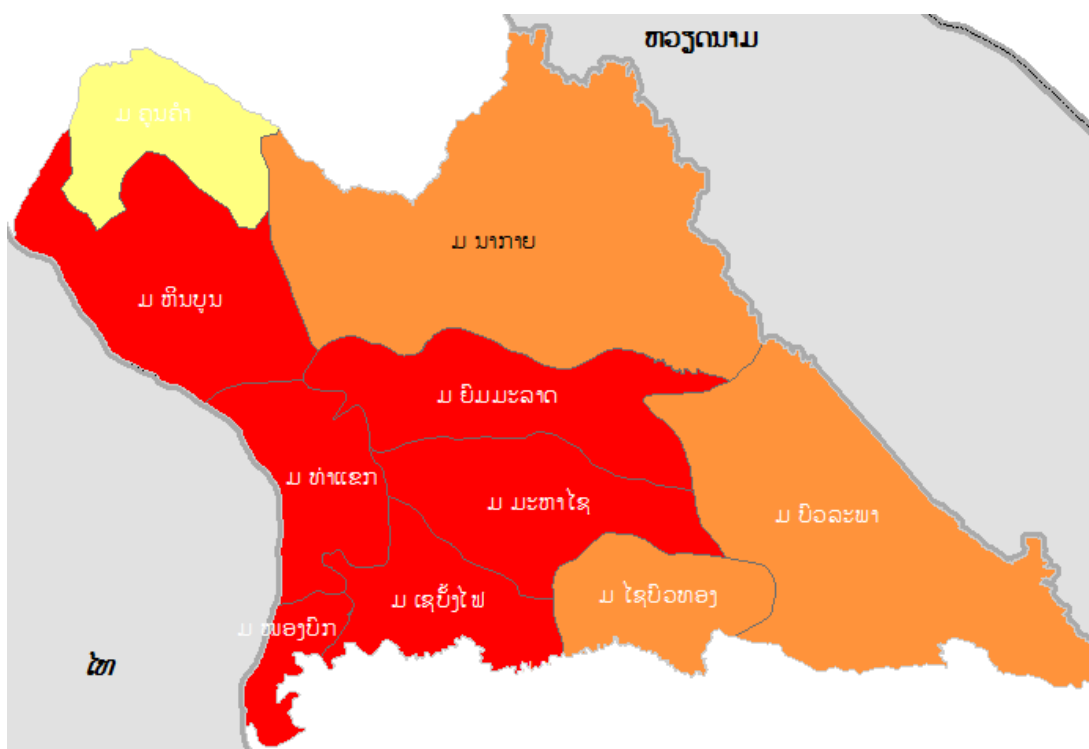 ຫວຽດນາມ
ມ ຄູນຄຳ
ມ ນາກາຍ
ມ ຫີນບູນ
ມ ຍົມມະລາດ
ມ ທ່າແຂກ
ມ ມະຫາໄຊ
ມ ບົວລະພາ
ມ ເຊບັ້ງໄຟ
ມ ໄຊບົວທອງ
ມ ໜອງບົກ
ໄທ